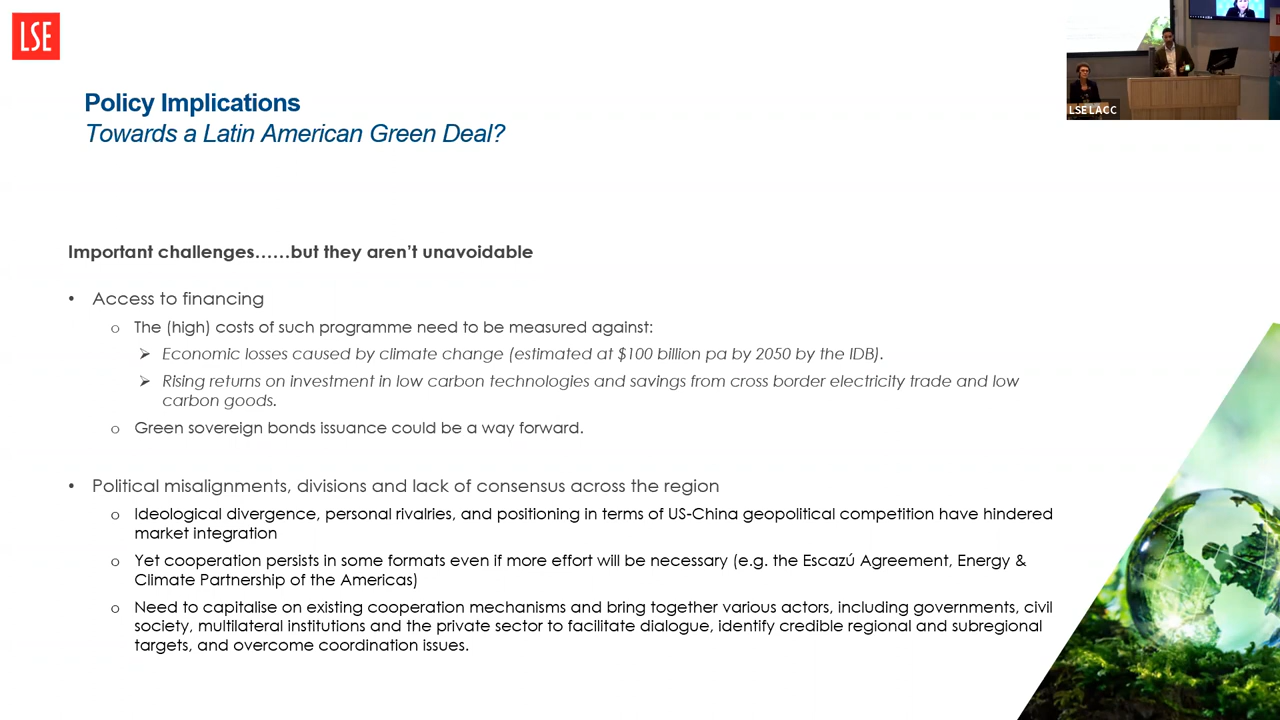 LSE
LSE LACC
Policy Implications
Towards a Latin American Green Deal?
Important challenges……but they aren't unavoidable
• Access to financing
o The (high) costs of such programme need to be measured against:
➢ Economic losses caused by climate change (estimated at $100 billion pa by 2050 by the IDB).
➢ Rising returns on investment in low carbon technologies and savings from cross border electricity trade and low
carbon goods.
o Green sovereign bonds issuance could be a way forward.
• Political misalignments, divisions and lack of consensus across the region
o Ideological divergence, personal rivalries, and positioning in terms of US-China geopolitical competition have hindered
market integration
o Yet cooperation persists in some formats even if more effort will be necessary (e.g. the Escazú Agreement, Energy &
Climate Partnership of the Americas)
o Need to capitalise on existing cooperation mechanisms and bring together various actors, including governments, civil
society, multilateral institutions and the private sector to facilitate dialogue, identify credible regional and subregional
targets, and overcome coordination issues.